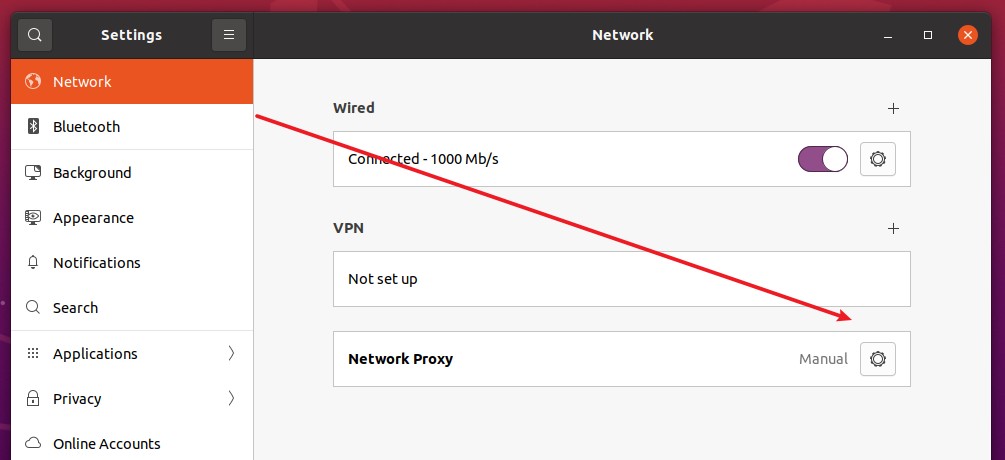 Settings
Network
Network
Bluetooth
Background
Appearance
Notifications
Search
Applications
Privacy
Online Accounts
Wired
Connected - 1000 Mb/s
VPN
Not set up
Network Proxy
Manual